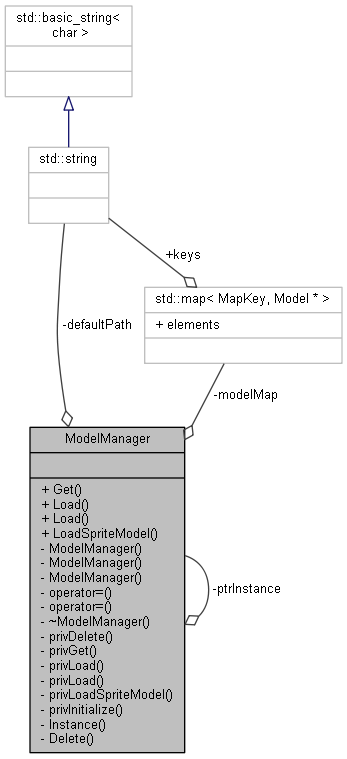 std::basic_string<
char >
std::string
+keys
std::map< MapKey, Model * >
+ elements
-defaultPath
-modelMap
ModelManager
+ Get()
+ Load()
+ Load()
+ LoadSpriteModel()
- ModelManager()
- ModelManager()
- ModelManager()
- operator=()
- operator=()
- ~ModelManager()
- privDelete()
- privGet()
- privLoad()
- privLoad()
- privLoadSpriteModel()
- privInitialize()
- Instance()
- Delete()
-ptrInstance